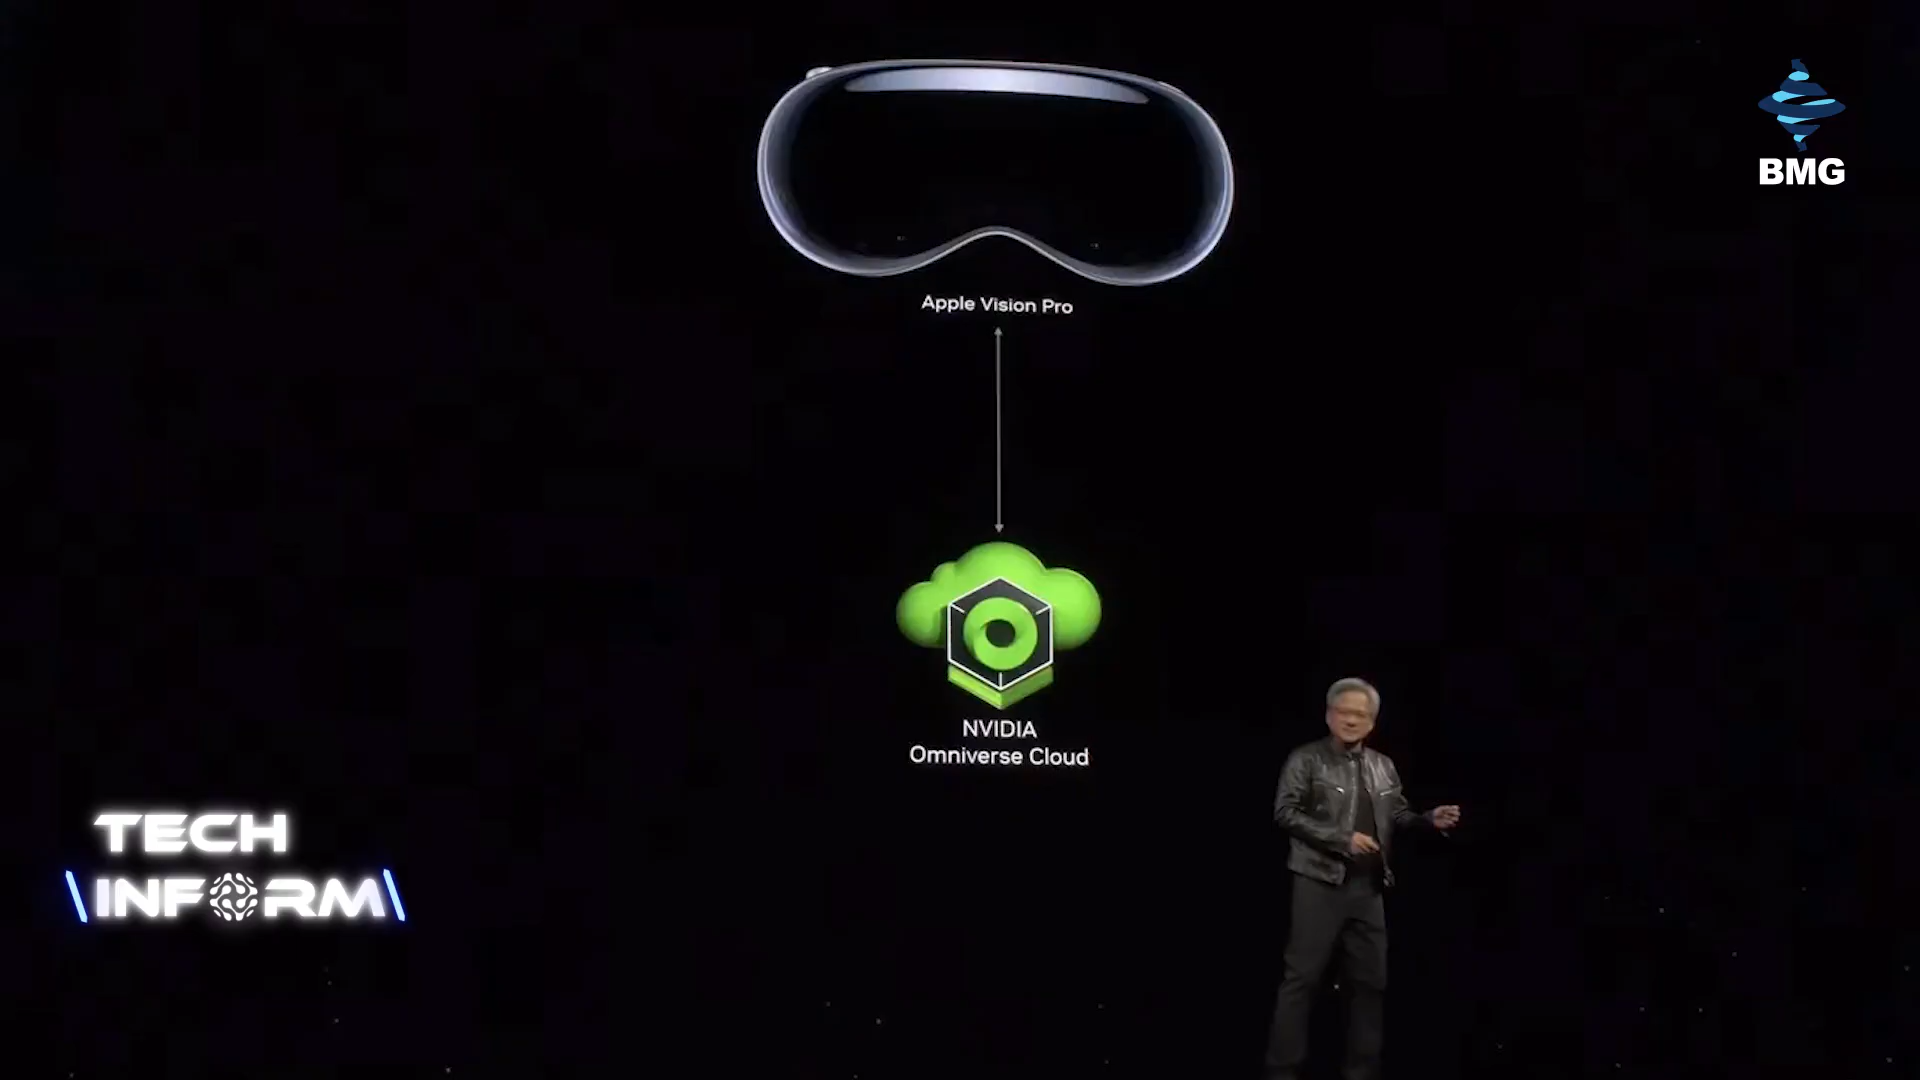 BMG
Apple Vision Pro
NVIDIA
Omniverse Cloud
TECH
\INFORM\